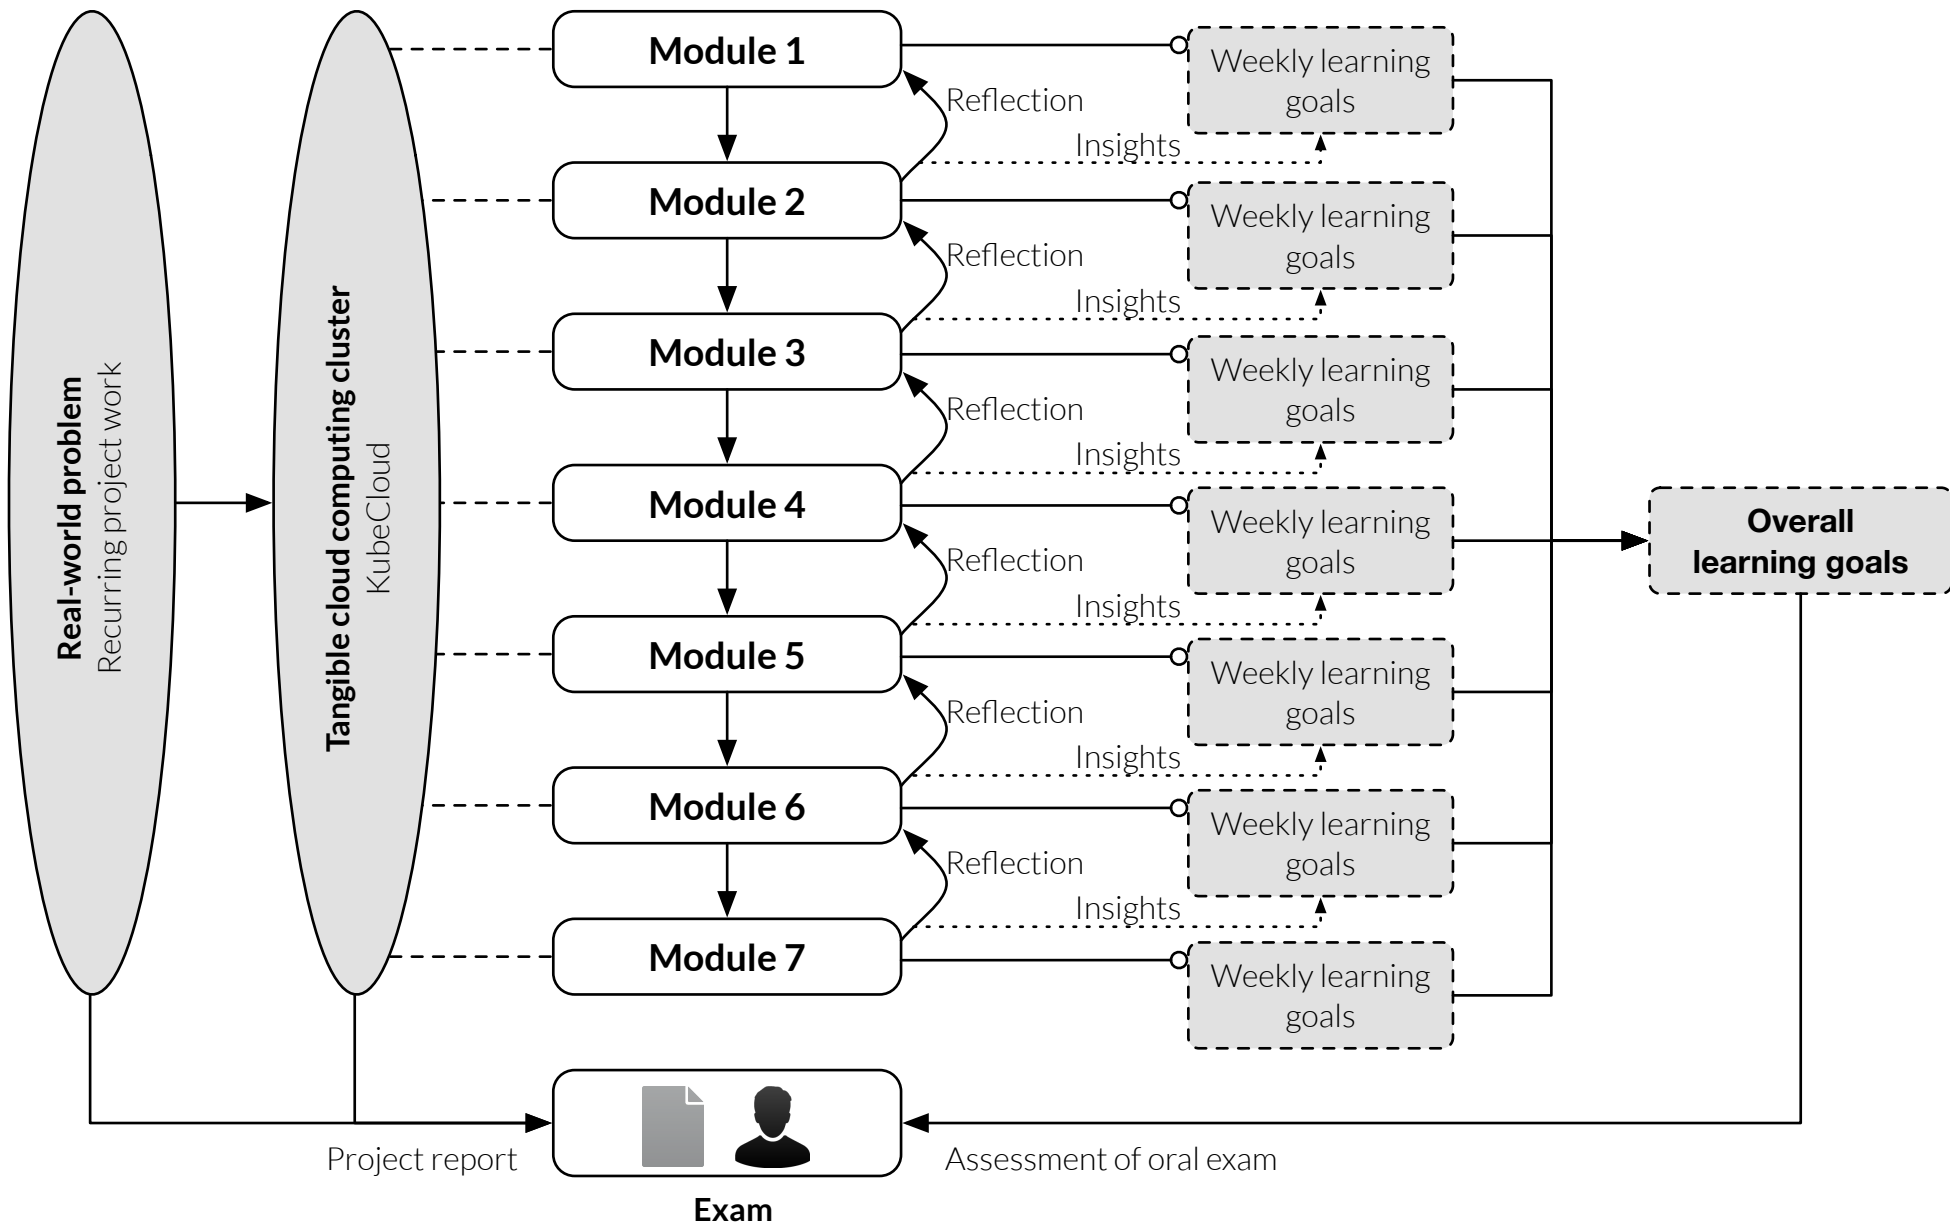 Real-world problem
Recurring project work
Tangible cloud computing cluster
KubeCloud
Module 1
Weekly learning
goals
Reflection
Insights
Module 2
Weekly learning
goals
Reflection
Insights
Module 3
Weekly learning
goals
Reflection
Insights
Module 4
Weekly learning
goals
Reflection
Insights
Module 5
Weekly learning
goals
Reflection
Insights
Module 6
Weekly learning
goals
Reflection
Insights
Module 7
Weekly learning
goals
Overall
learning goals
Project report
Assessment of oral exam
Exam